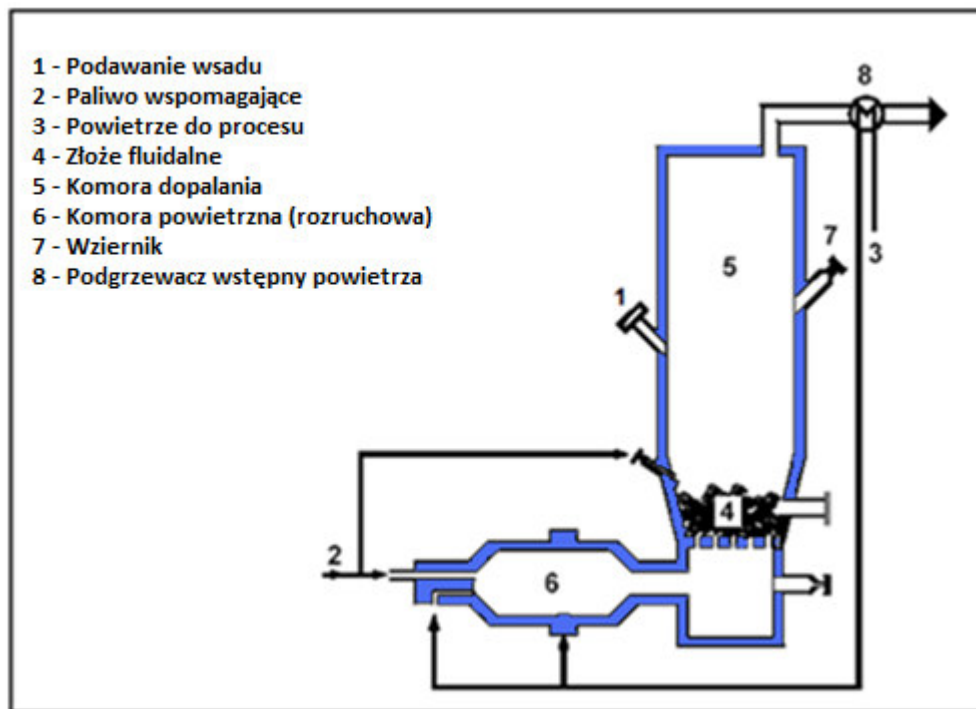 1 - Podawanie wsadu
2 - Paliwo wspomagające
3 - Powietrze do procesu
4 - Złoże fluidalne
5 - Komora dopalania
6 - Komora powietrzna (rozruchowa)
7 - Wziernik
8 - Podgrzewacz wstępny powietrza
8
7
3
5
1
4
2
6